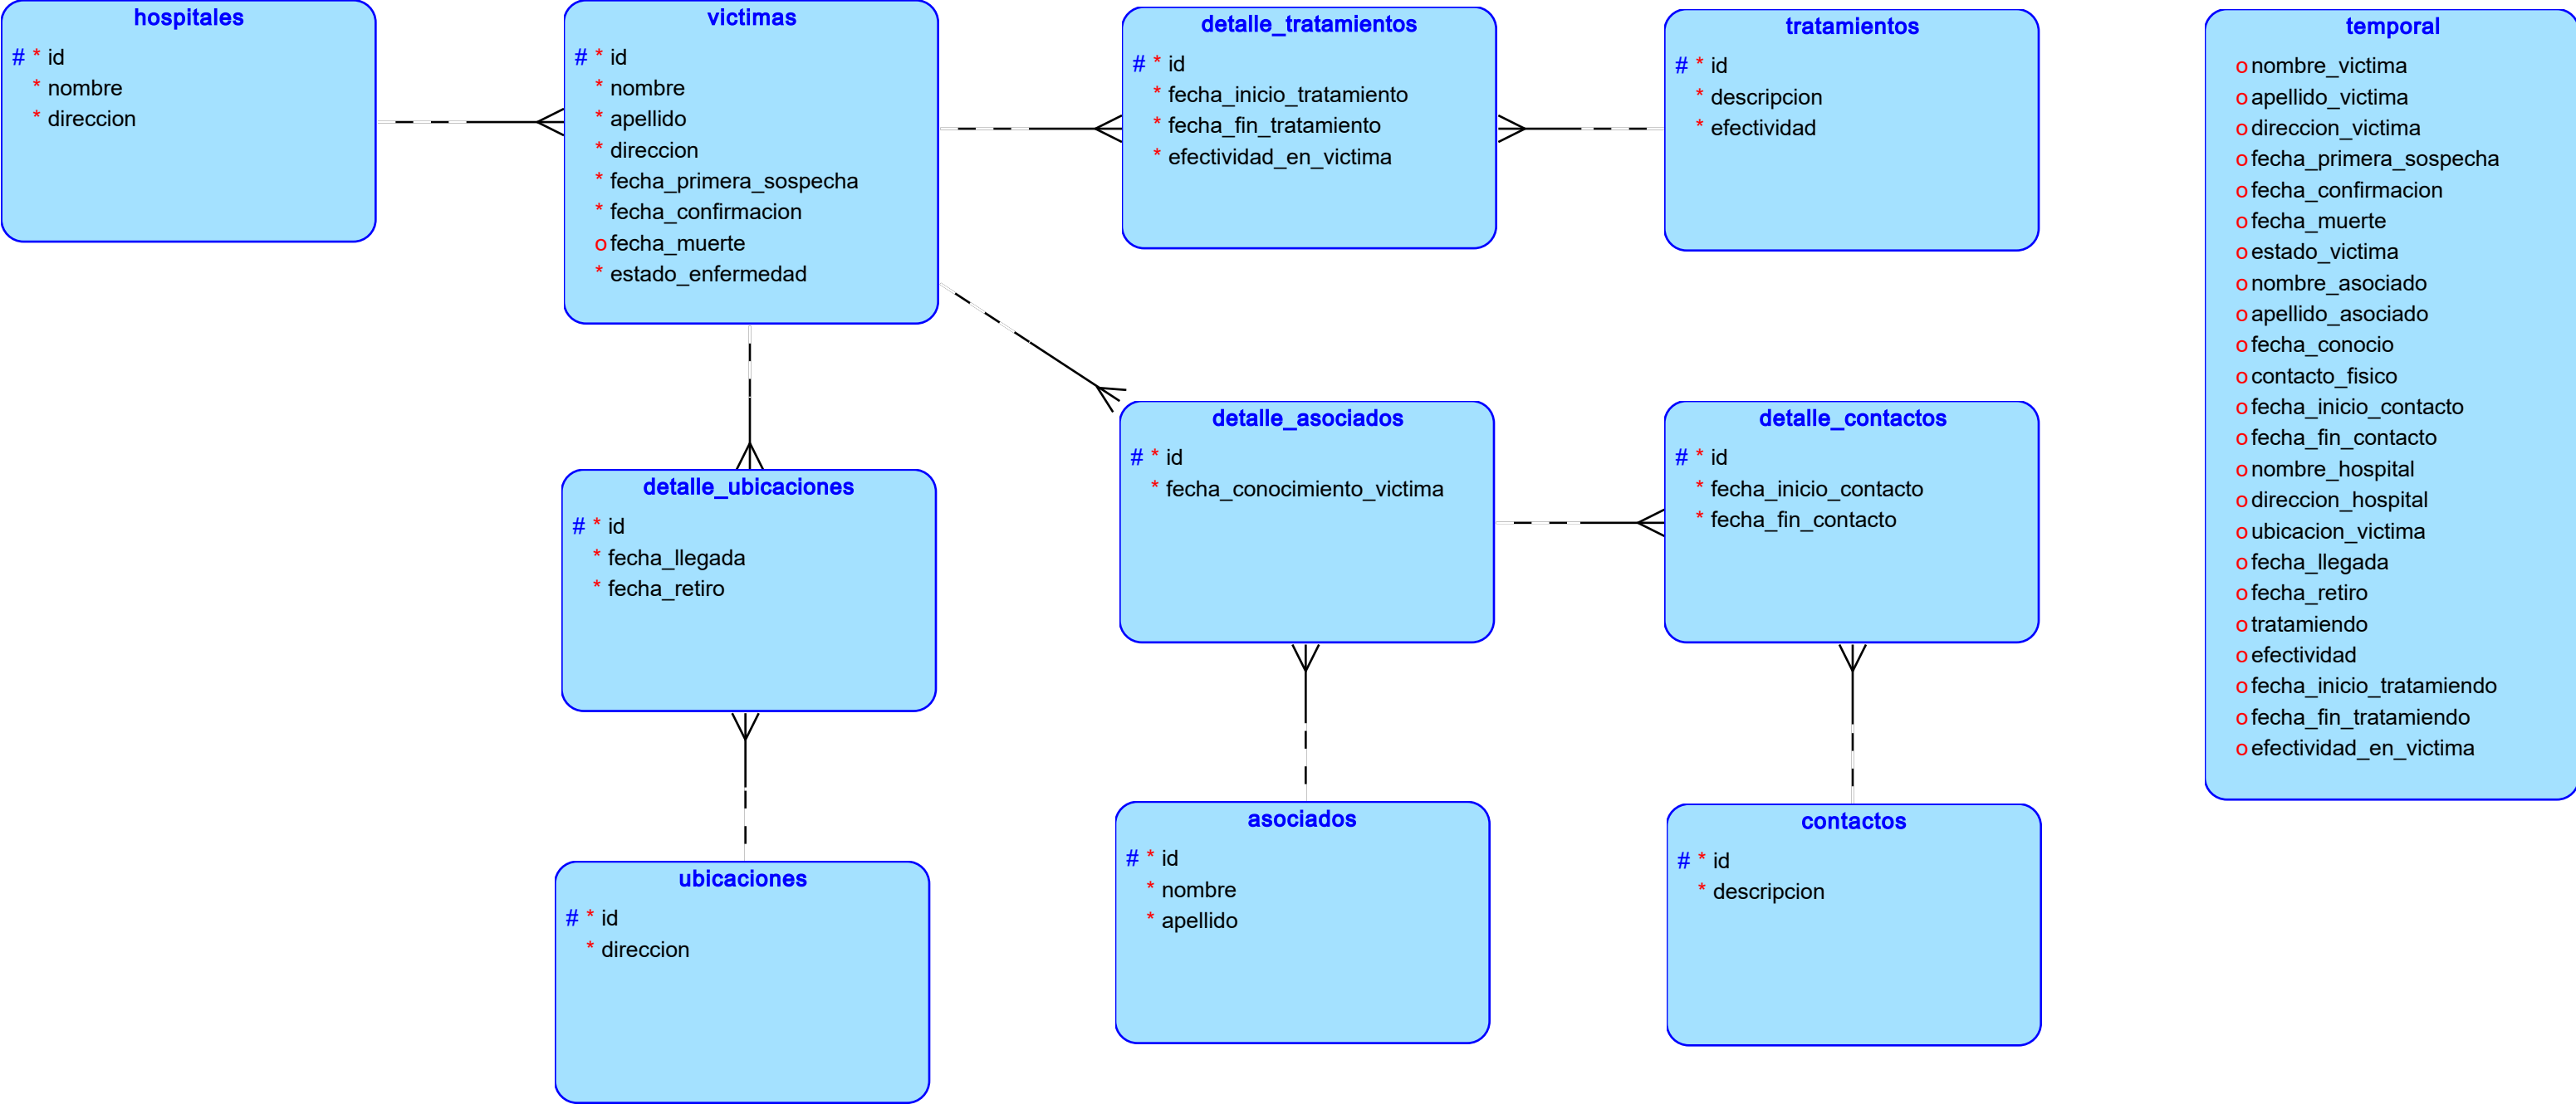 hospitales
# * id
* nombre
* direccion
victimas
# * id
* nombre
* apellido
* direccion
* fecha_primera_sospecha
* fecha_confirmacion
o fecha_muerte
* estado_enfermedad
detalle_tratamientos
# * id
* fecha_inicio_tratamiento
* fecha_fin_tratamiento
* efectividad_en_victima
tratamientos
# * id
* descripcion
* efectividad
temporal
o nombre_victima
o apellido_victima
o direccion_victima
o fecha_primera_sospecha
o fecha_confirmacion
o fecha_muerte
o estado_victima
o nombre_asociado
o apellido_asociado
o fecha_conocio
o contacto_fisico
o fecha_inicio_contacto
o fecha_fin_contacto
o nombre_hospital
o direccion_hospital
o ubicacion_victima
o fecha_llegada
o fecha_retiro
o tratamiendo
o efectividad
o fecha_inicio_tratamiendo
o fecha_fin_tratamiendo
o efectividad_en_victima
detalle_ubicaciones
# * id
* fecha_llegada
* fecha_retiro
detalle_asociados
# * id
* fecha_conocimiento_victima
detalle_contactos
# * id
* fecha_inicio_contacto
* fecha_fin_contacto
ubicaciones
# * id
* direccion
asociados
# * id
* nombre
* apellido
contactos
# * id
* descripcion